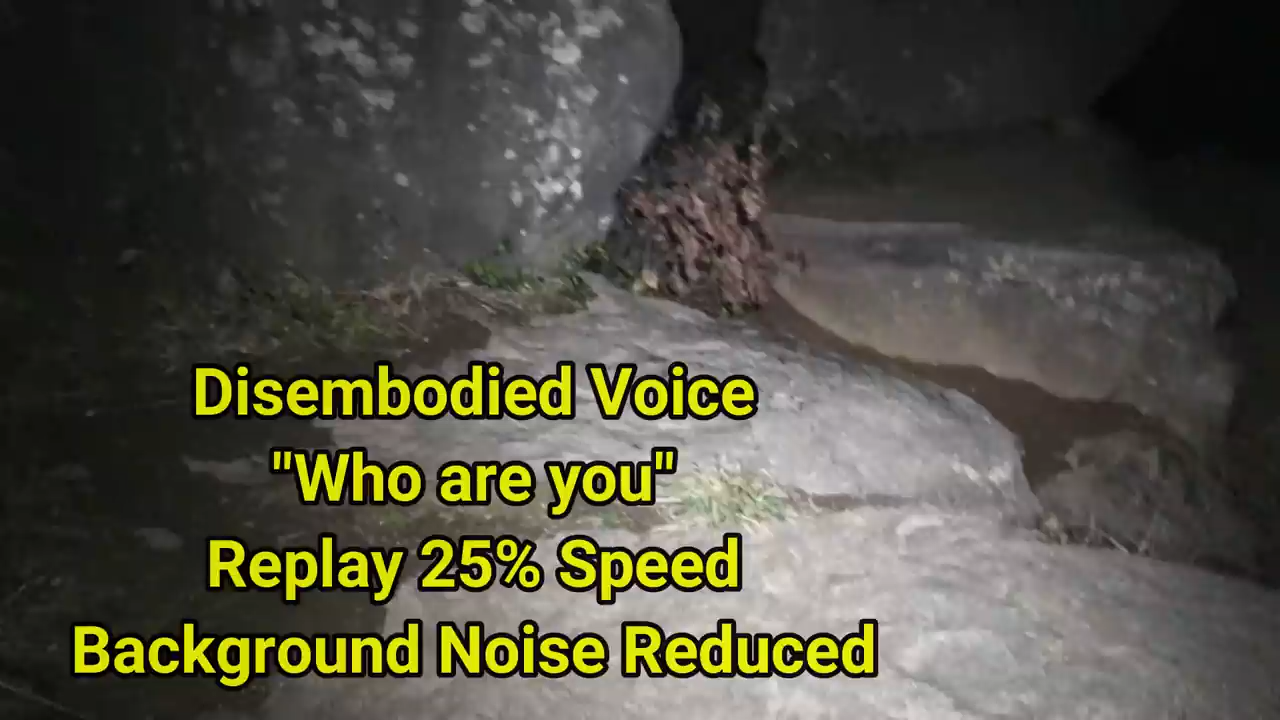 Disembodied Voice
"Who are you"
Replay 25% Speed
Background Noise Reduced